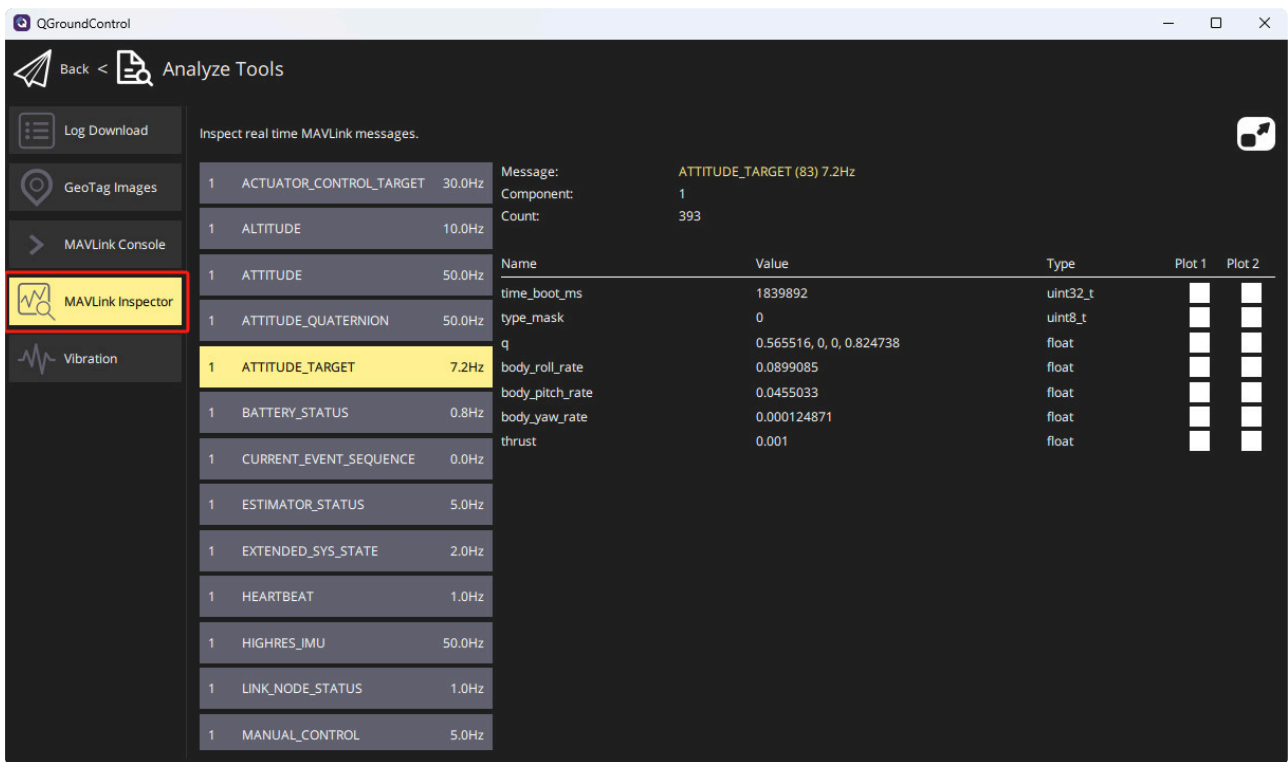 QGroundControl
Back < Analyze Tools
Log Download
GeoTag Images
MAVLink Console
MAVLink Inspector
Vibration
Inspect real time MAVLink messages.
1 ACTUATOR_CONTROL_TARGET 30.0Hz
1 ALTITUDE 10.0Hz
1 ATTITUDE 50.0Hz
1 ATTITUDE_QUATERNION 50.0Hz
1 ATTITUDE_TARGET 7.2Hz
1 BATTERY_STATUS 0.8Hz
1 CURRENT_EVENT_SEQUENCE 0.0Hz
1 ESTIMATOR_STATUS 5.0Hz
1 EXTENDED_SYS_STATE 2.0Hz
1 HEARTBEAT 1.0Hz
1 HIGHRES_IMU 50.0Hz
1 LINK_NODE_STATUS 1.0Hz
1 MANUAL_CONTROL 5.0Hz
Message: ATTITUDE_TARGET (83) 7.2Hz
Component: 1
Count: 393
Name Value Type Plot 1 Plot 2
time_boot_ms 1839892 uint32_t
type_mask 0 uint8_t
q 0.565516, 0, 0, 0.824738 float
body_roll_rate 0.0899085 float
body_pitch_rate 0.0455033 float
body_yaw_rate 0.000124871 float
thrust 0.001 float